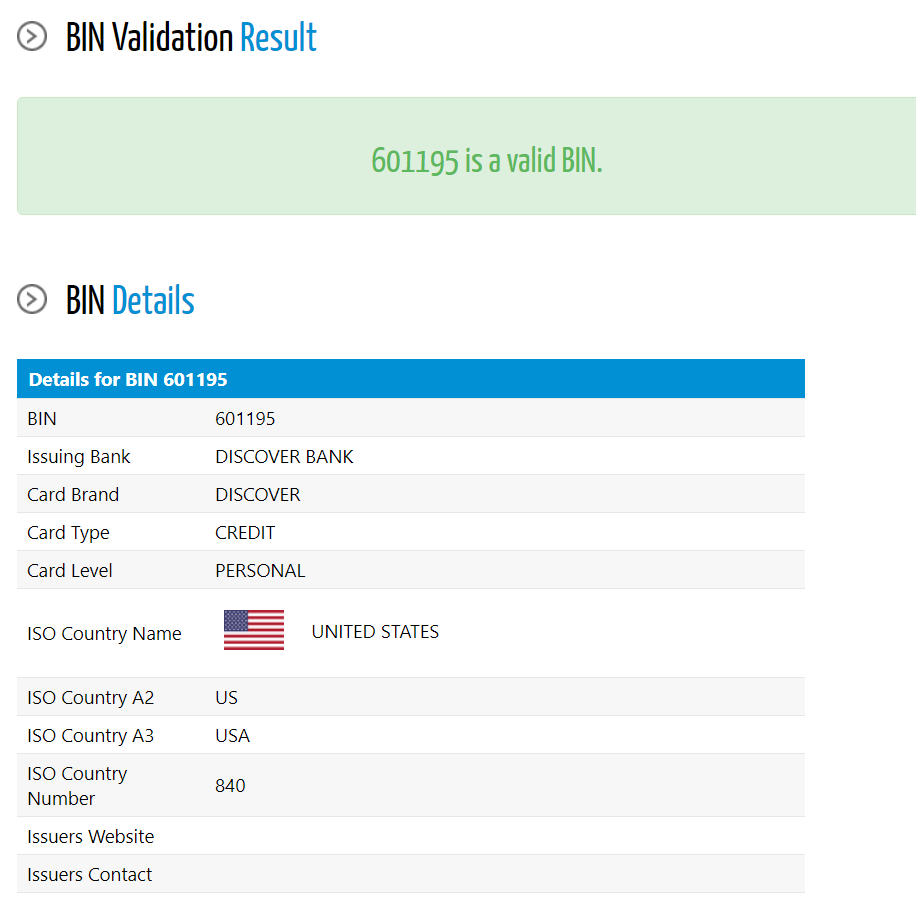 BIN Validation Result
601195 is a valid BIN.
BIN Details
Details for BIN 601195
BIN 601195
Issuing Bank DISCOVER BANK
Card Brand DISCOVER
Card Type CREDIT
Card Level PERSONAL
ISO Country Name UNITED STATES
ISO Country A2 US
ISO Country A3 USA
ISO Country
Number 840
Issuers Website
Issuers Contact